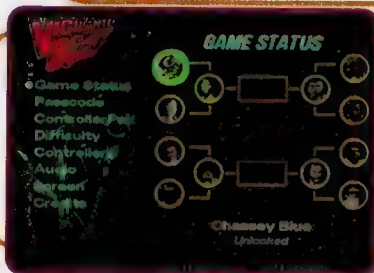 GAME STATUS
Game Status
Passcode
Controller Pak
Difficulty
Controllers
Audio
Screen
Credits
Chassey Blue
Unlocked